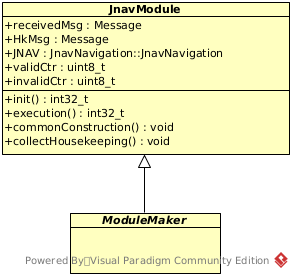 JnavModule
+receivedMsg : Message
+HkMsg : Message
+JNAV : JnavNavigation::JnavNavigation
+validCtr : uint8_t
+invalidCtr : uint8_t
+init() : int32_t
+execution() : int32_t
+commonConstruction() : void
+collectHousekeeping() : void
ModuleMaker
Powered By Visual Paradigm Community Edition